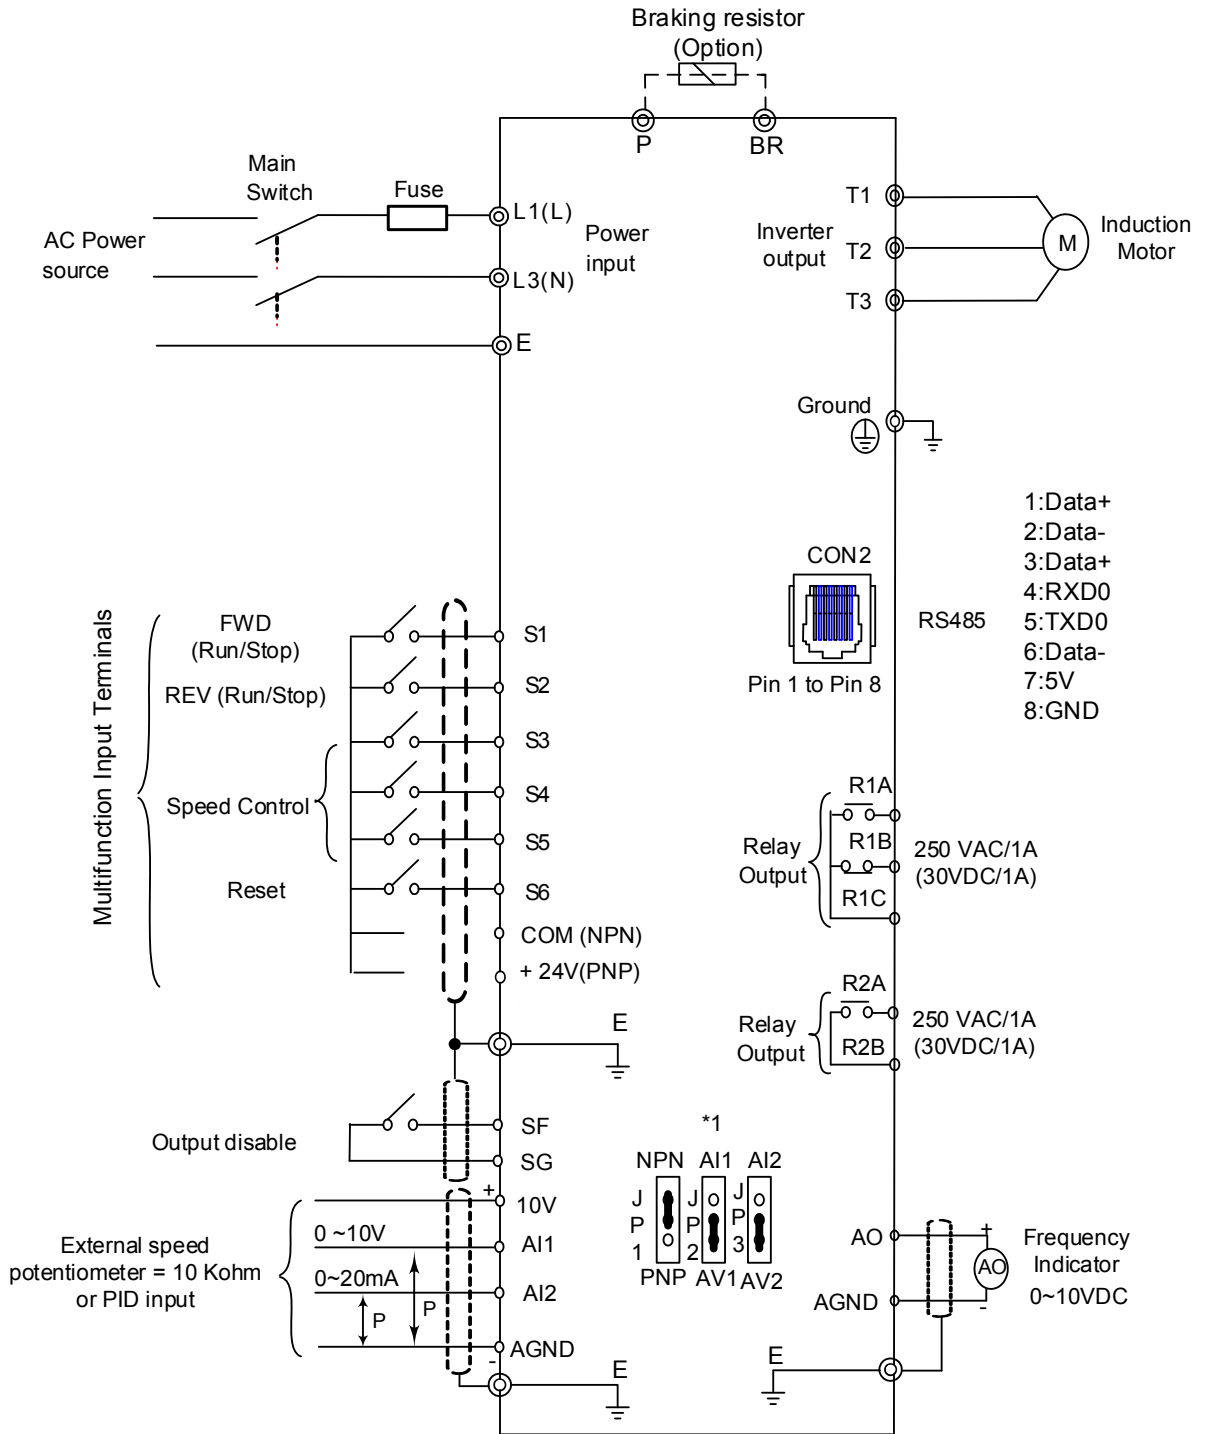 Braking resistor
(Option)
P
BR
Main
Switch
Fuse
AC Power
source
L1(L)
L3(N)
E
Power
input
Inverter
output
T1
T2
T3
M
Induction
Motor
Ground
CON2
Pin 1 to Pin 8
RS485
1:Data+
2:Data-
3:Data+
4:RXD0
5:TXD0
6:Data-
7:5V
8:GND
Multifunction Input Terminals
FWD
(Run/Stop)
REV (Run/Stop)
Speed Control
Reset
S1
S2
S3
S4
S5
S6
COM (NPN)
+ 24V(PNP)
E
Relay
Output
R1A
R1B
R1C
250 VAC/1A
(30VDC/1A)
Relay
Output
R2A
R2B
250 VAC/1A
(30VDC/1A)
Output disable
SF
SG
*1
NPN AI1 AI2
JP1
JP2
JP3
PNP AV1 AV2
External speed
potentiometer = 10 Kohm
or PID input
+
10V
0 ~10V
AI1
0~20mA
AI2
P
P
AGND
-
E
AO
AGND
+
AO
-
Frequency
Indicator
0~10VDC
E